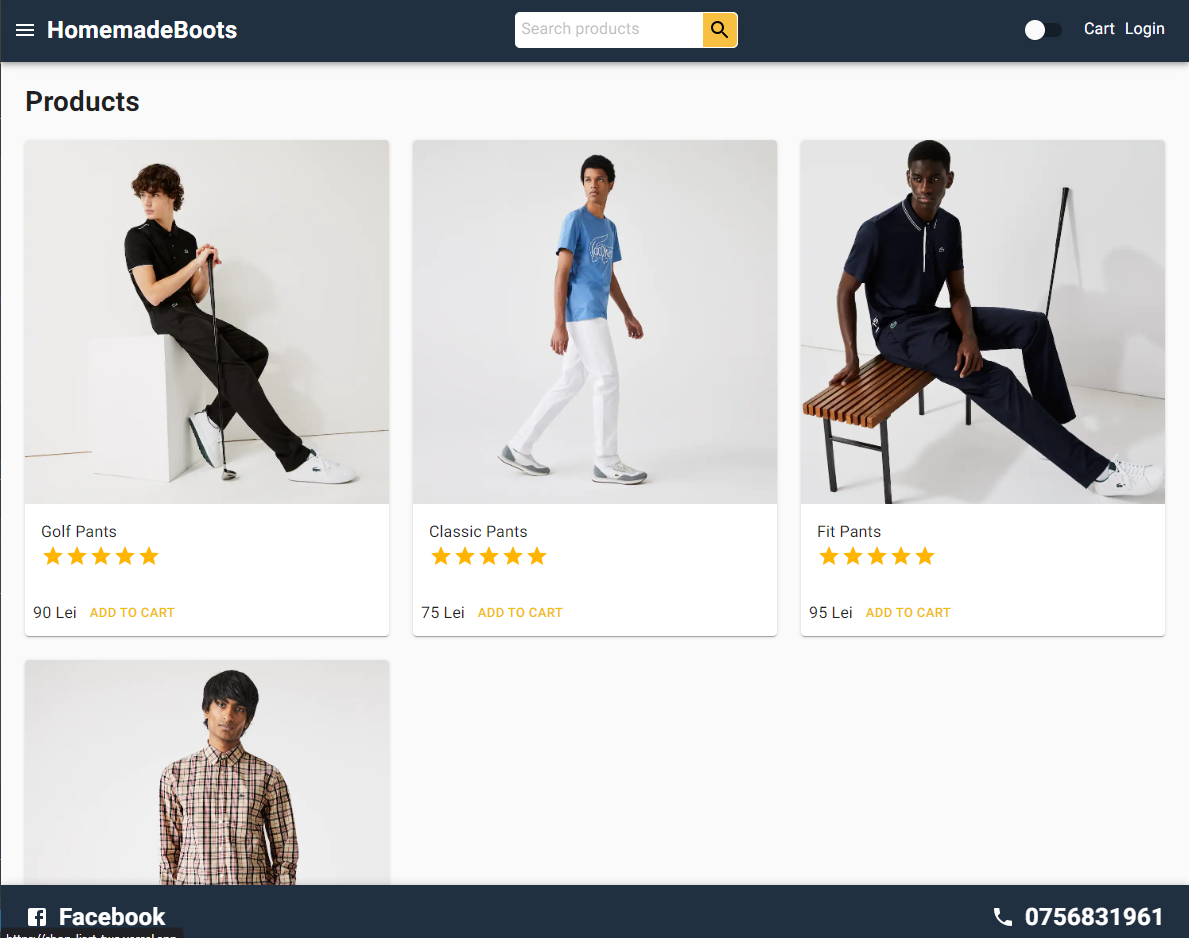 HomemadeBoots
Search products
Cart Login
Products
Golf Pants
Classic Pants
Fit Pants
90 Lei ADD TO CART
75 Lei ADD TO CART
95 Lei ADD TO CART
Facebook
0756831961